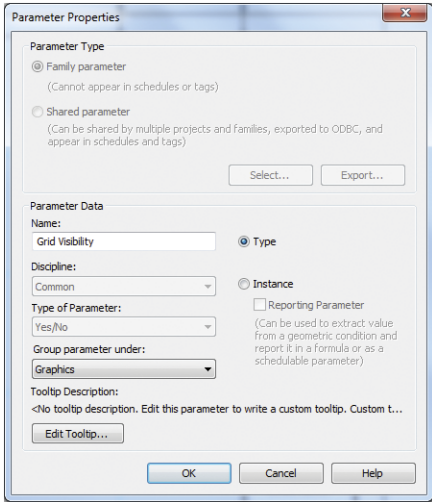 Parameter Properties
Parameter Type
Family parameter
(Cannot appear in schedules or tags)
Shared parameter
(Can be shared by multiple projects and families, exported to ODBC, and
appear in schedules and tags)
Select... Export...
Parameter Data
Name:
Grid Visibility
Type
Discipline:
Common
Instance
Type of Parameter:
Reporting Parameter
Yes/No
(Can be used to extract value
from a geometric condition and
report it in a formula or as a
schedulable parameter)
Group parameter under:
Graphics
Tooltip Description:
<No tooltip description. Edit this parameter to write a custom tooltip. Custom t...
Edit Tooltip...
OK Cancel Help